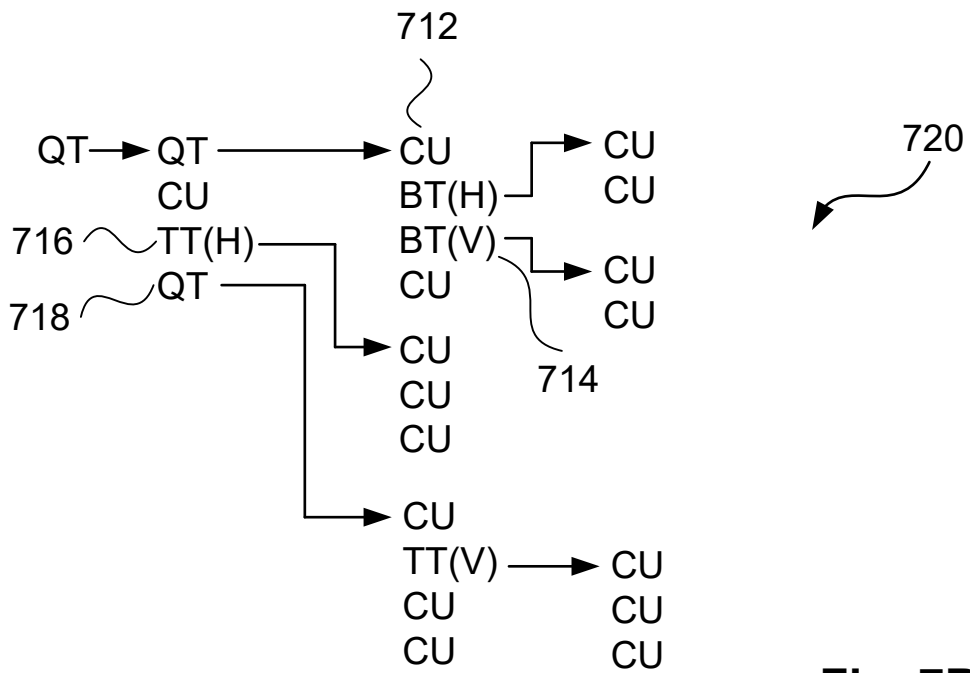 712
QT QT CU CU 720
CU BT(H) CU
716 TT(H) BT(V) CU
718 QT CU CU
CU 714
CU
CU
CU
TT(V) CU
CU CU
CU CU